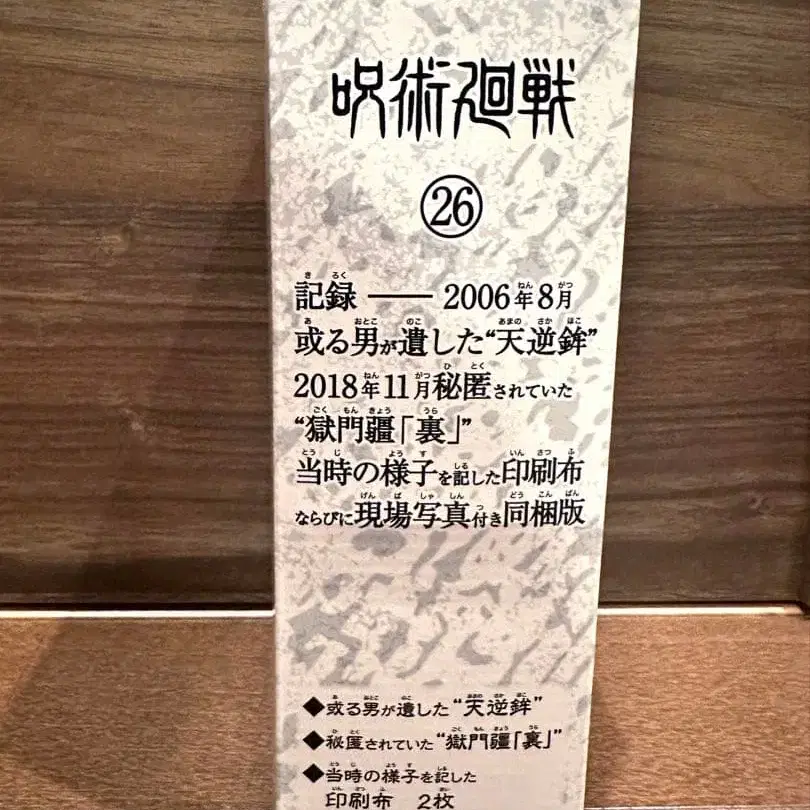 呪術廻戦
㉖
記録 ── 2006年8月
或る男が遺した“天逆鉾”
2018年11月秘匿されていた
“獄門疆「裏」”
当時の様子を記した印刷布
ならびに現場写真付き同梱版
◆或る男が遺した“天逆鉾”
◆秘匿されていた“獄門疆「裏」”
◆当時の様子を記した
印刷布 2枚